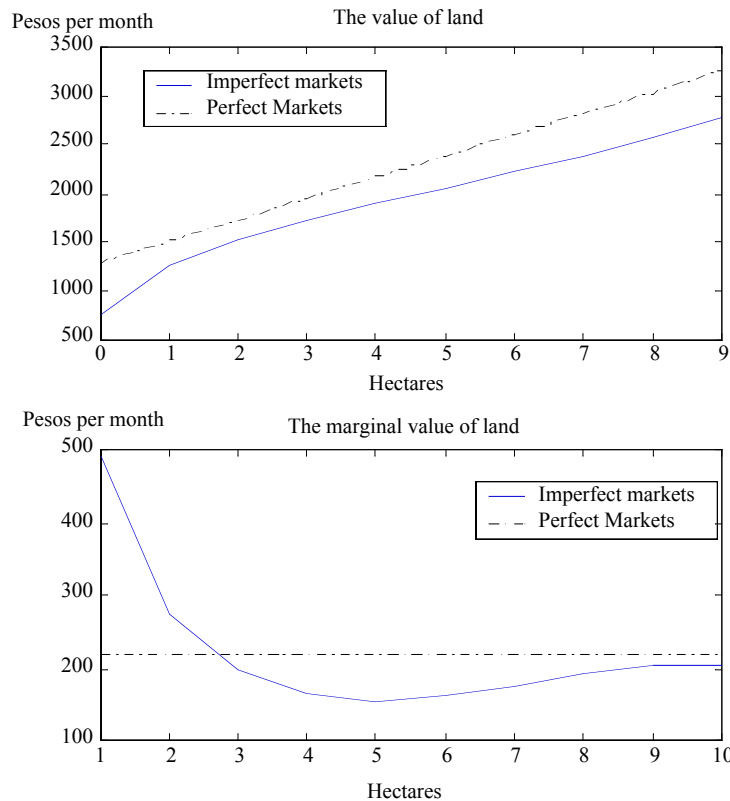 The value of land
Pesos per month
3500
3000
2500
2000
1500
1000
500
Imperfect markets
Perfect Markets
0 1 2 3 4 5 6 7 8 9
Hectares
Pesos per month
The marginal value of land
500
400
300
200
100
Imperfect markets
Perfect Markets
1 2 3 4 5 6 7 8 9 10
Hectares